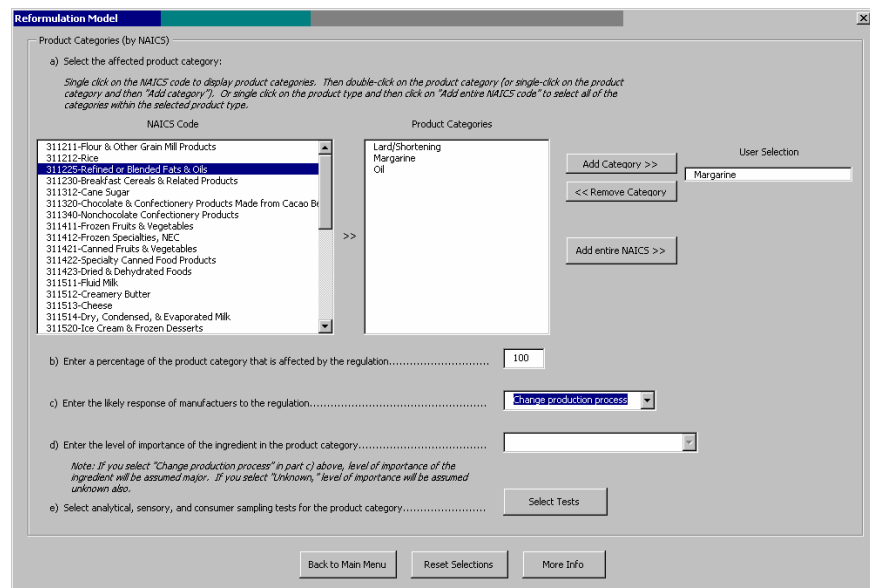 Reformulation Model
Product Categories (by NAICS)
a) Select the affected product category:
Single click on the NAICS code to display product categories. Then double-click on the product category (or single-click on the product
category and then "Add category"). Or single click on the product type and then click on "Add entire NAICS code" to select all of the
categories within the selected product type.
NAICS Code
Product Categories
311211-Flour & Other Grain Mill Products
311212-Rice
311225-Refined or Blended Fats & Oils
311230-Breakfast Cereals & Related Products
311312-Cane Sugar
311320-Chocolate & Confectionery Products Made from Cacao Be
311340-Nonchocolate Confectionery Products
311411-Frozen Fruits & Vegetables
311412-Frozen Specialties, NEC
311421-Canned Fruits & Vegetables
311422-Specialty Canned Food Products
311423-Dried & Dehydrated Foods
311511-Fluid Milk
311512-Creamery Butter
311513-Cheese
311514-Dry, Condensed, & Evaporated Milk
311520-Ice Cream & Frozen Desserts
>>
Lard/Shortening
Margarine
Oil
Add Category >>
<< Remove Category
Add entire NAICS >>
User Selection
Margarine
b) Enter a percentage of the product category that is affected by the regulation............................. 100
c) Enter the likely response of manufactuers to the regulation.................................................... Change production process
d) Enter the level of importance of the ingredient in the product category......................................
Note: If you select "Change production process" in part c) above, level of importance of the
ingredient will be assumed major. If you select "Unknown," level of importance will be assumed
unknown also.
e) Select analytical, sensory, and consumer sampling tests for the product category........................ Select Tests
Back to Main Menu
Reset Selections
More Info